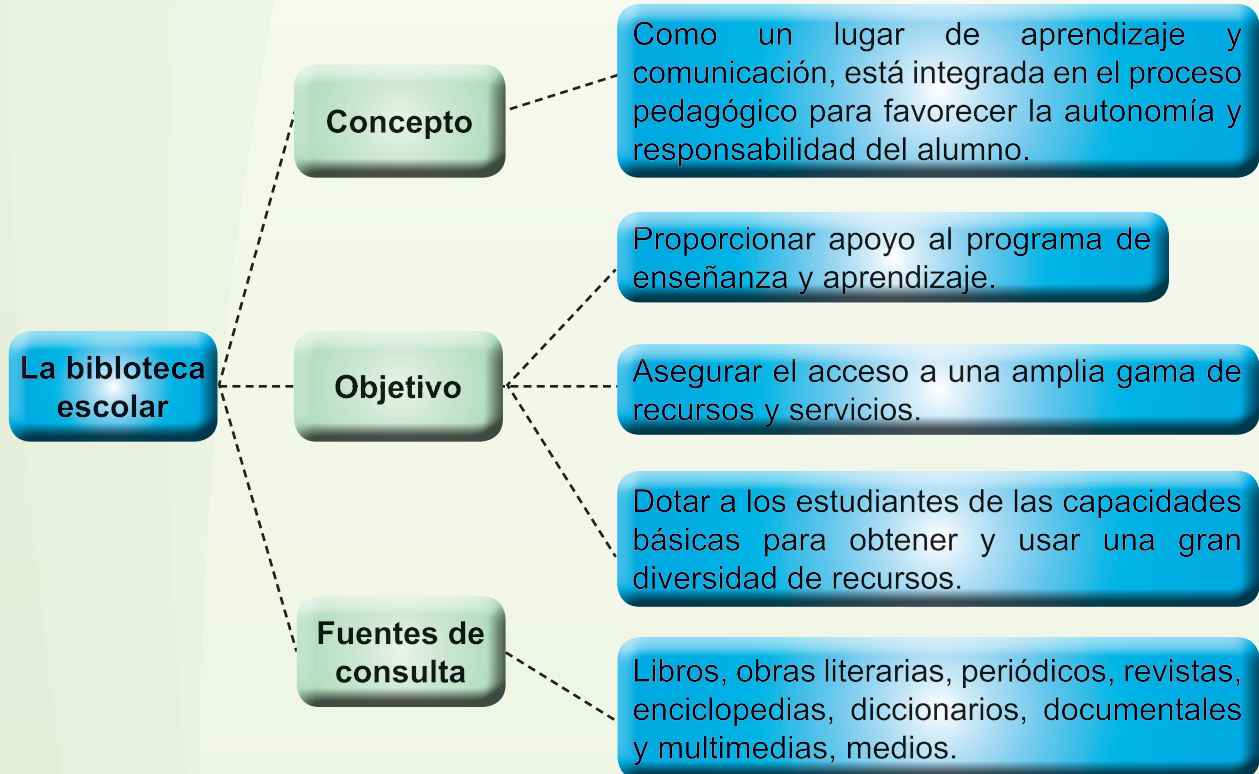 Concepto
Como un lugar de aprendizaje y
comunicación, está integrada en el proceso
pedagógico para favorecer la autonomía y
responsabilidad del alumno.
La bibloteca
escolar
Objetivo
Proporcionar apoyo al programa de
enseñanza y aprendizaje.
Asegurar el acceso a una amplia gama de
recursos y servicios.
Dotar a los estudiantes de las capacidades
básicas para obtener y usar una gran
diversidad de recursos.
Fuentes de
consulta
Libros, obras literarias, periódicos, revistas,
enciclopedias, diccionarios, documentales
y multimedias, medios.